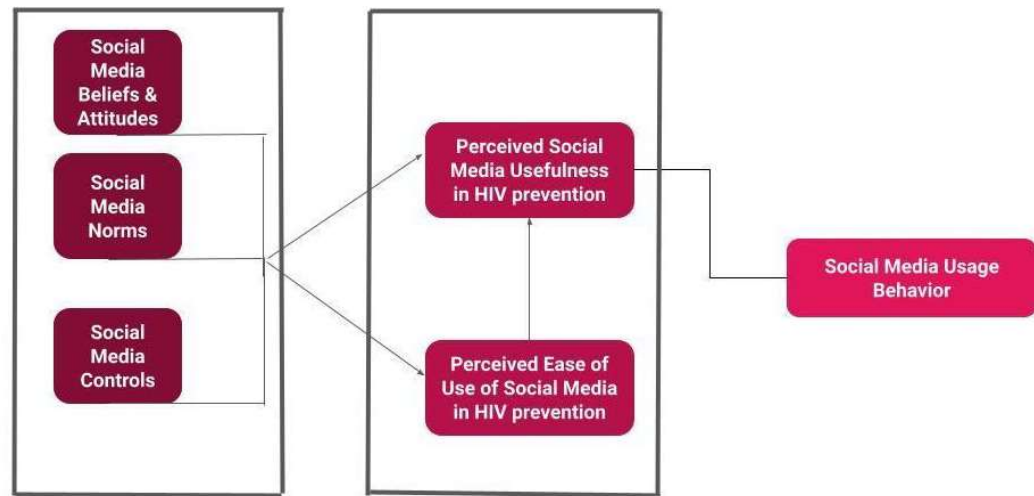 Social
Media
Beliefs &
Attitudes
Social
Media
Norms
Social
Media
Controls
Perceived Social
Media Usefulness
in HIV prevention
Perceived Ease of
Use of Social Media
in HIV prevention
Social Media Usage
Behavior